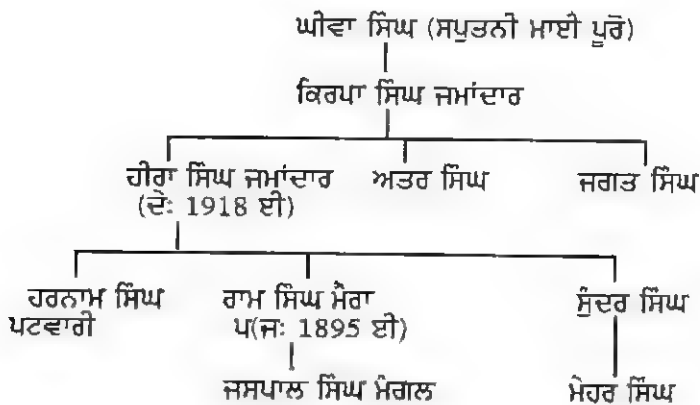 ਘੀਵਾ ਸਿੰਘ (ਸਪੁਤਨੀ ਮਾਈ ਪੂਰੋ)
ਕਿਰਪਾ ਸਿੰਘ ਜਮਾਂਦਾਰ
ਹੀਰਾ ਸਿੰਘ ਜਮਾਂਦਾਰ ਅਤਰ ਸਿੰਘ ਜਗਤ ਸਿੰਘ
(ਦੇਃ 1918 ਈ)
ਹਰਨਾਮ ਸਿੰਘ ਰਾਮ ਸਿੰਘ ਮੈਰਾ ਸੁੰਦਰ ਸਿੰਘ
ਪਟਵਾਰੀ ਪ(ਜਃ 1895 ਈ)
ਜਸਪਾਲ ਸਿੰਘ ਮੰਗਲ ਮੇਹਰ ਸਿੰਘ